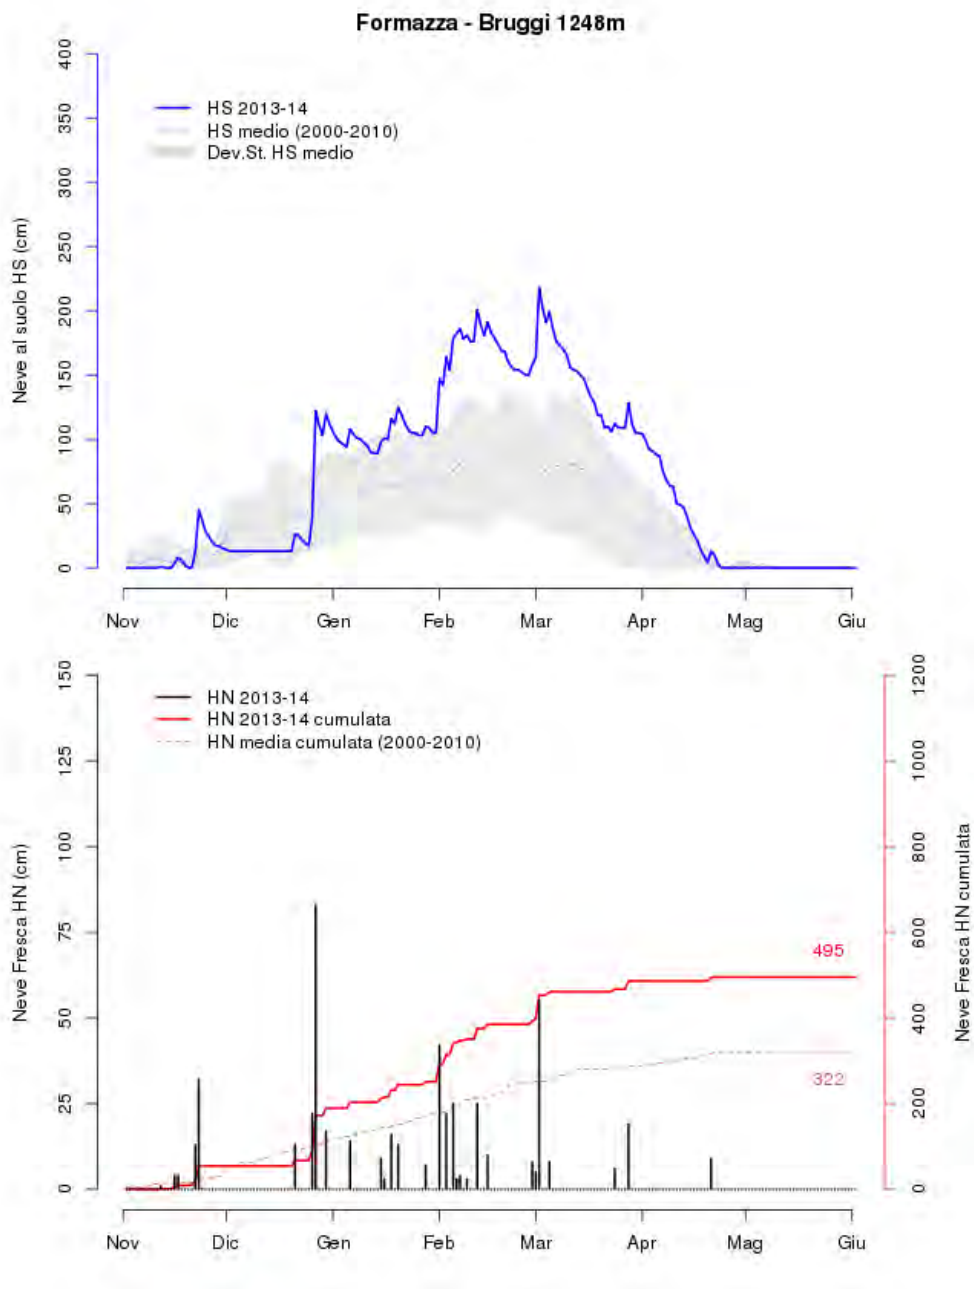 Formazza - Bruggi 1248m
400
350
300
250
200
150
100
50
0
Neve al suolo HS (cm)
HS 2013-14
HS medio (2000-2010)
Dev.St. HS medio
Nov Dic Gen Feb Mar Apr Mag Giu
150
125
100
75
50
25
0
Neve Fresca HN (cm)
HN 2013-14
HN 2013-14 cumulata
HN media cumulata (2000-2010)
495
322
1200
1000
800
600
400
200
0
Neve Fresca HN cumulata
Nov Dic Gen Feb Mar Apr Mag Giu